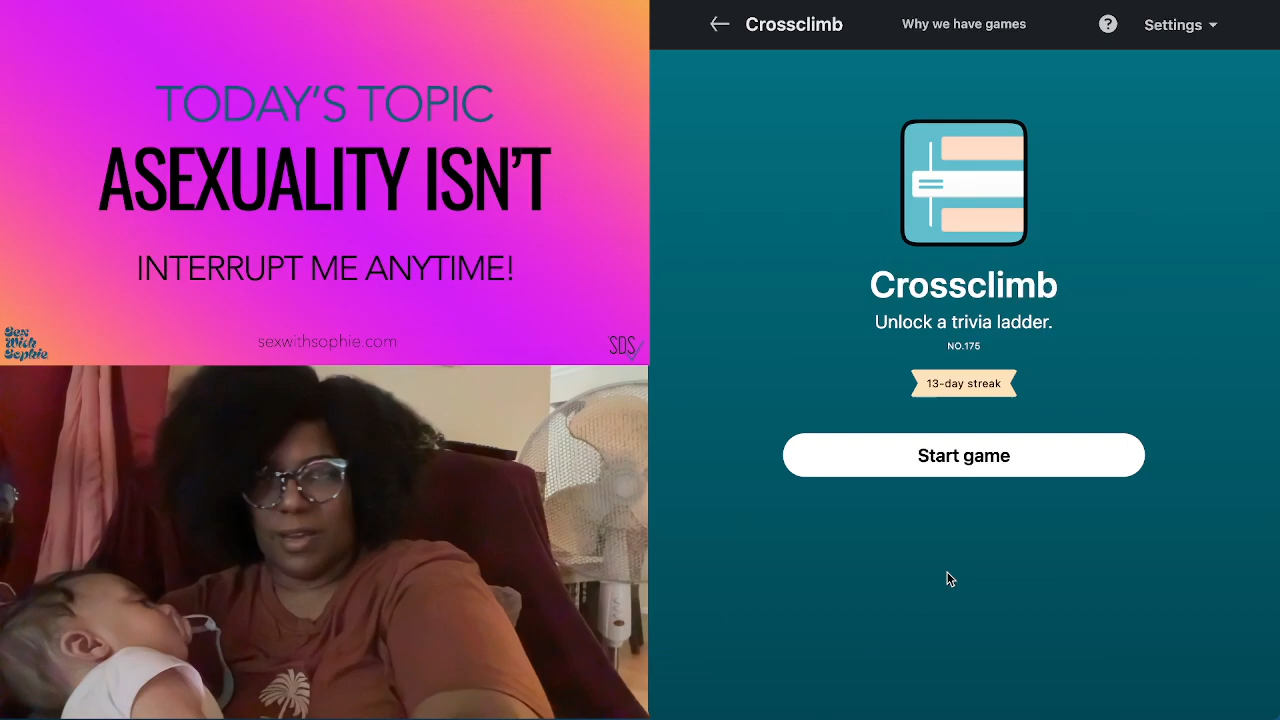 TODAY'S TOPIC
ASEXUALITY ISN'T
INTERRUPT ME ANYTIME!
Sex
With
Sophie
sexwithsophie.com
SDS
Crossclimb
Why we have games
?
Settings
Crossclimb
Unlock a trivia ladder.
NO.175
13-day streak
Start game